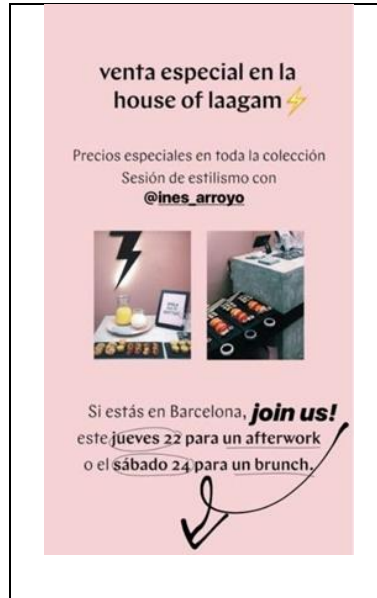 venta especial en la
house of laagam⚡
Precios especiales en toda la colección
Sesión de estilismo con
@ines_arroyo
Si estás en Barcelona, join us!
este jueves 22 para un afterwork
o el sábado 24 para un brunch.